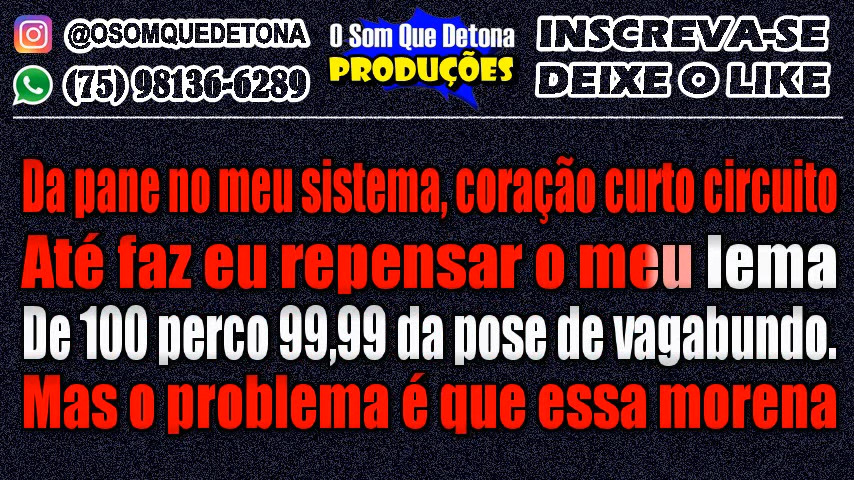 @OSOMQUEDETONA
(75) 98136-6289
O Som Que Detona
PRODUÇÕES
INSCREVA-SE
DEIXE O LIKE
Da pane no meu sistema, coração curto circuito
Até faz eu repensar o meu lema
De 100 perco 99,99 da pose de vagabundo.
Mas o problema é que essa morena